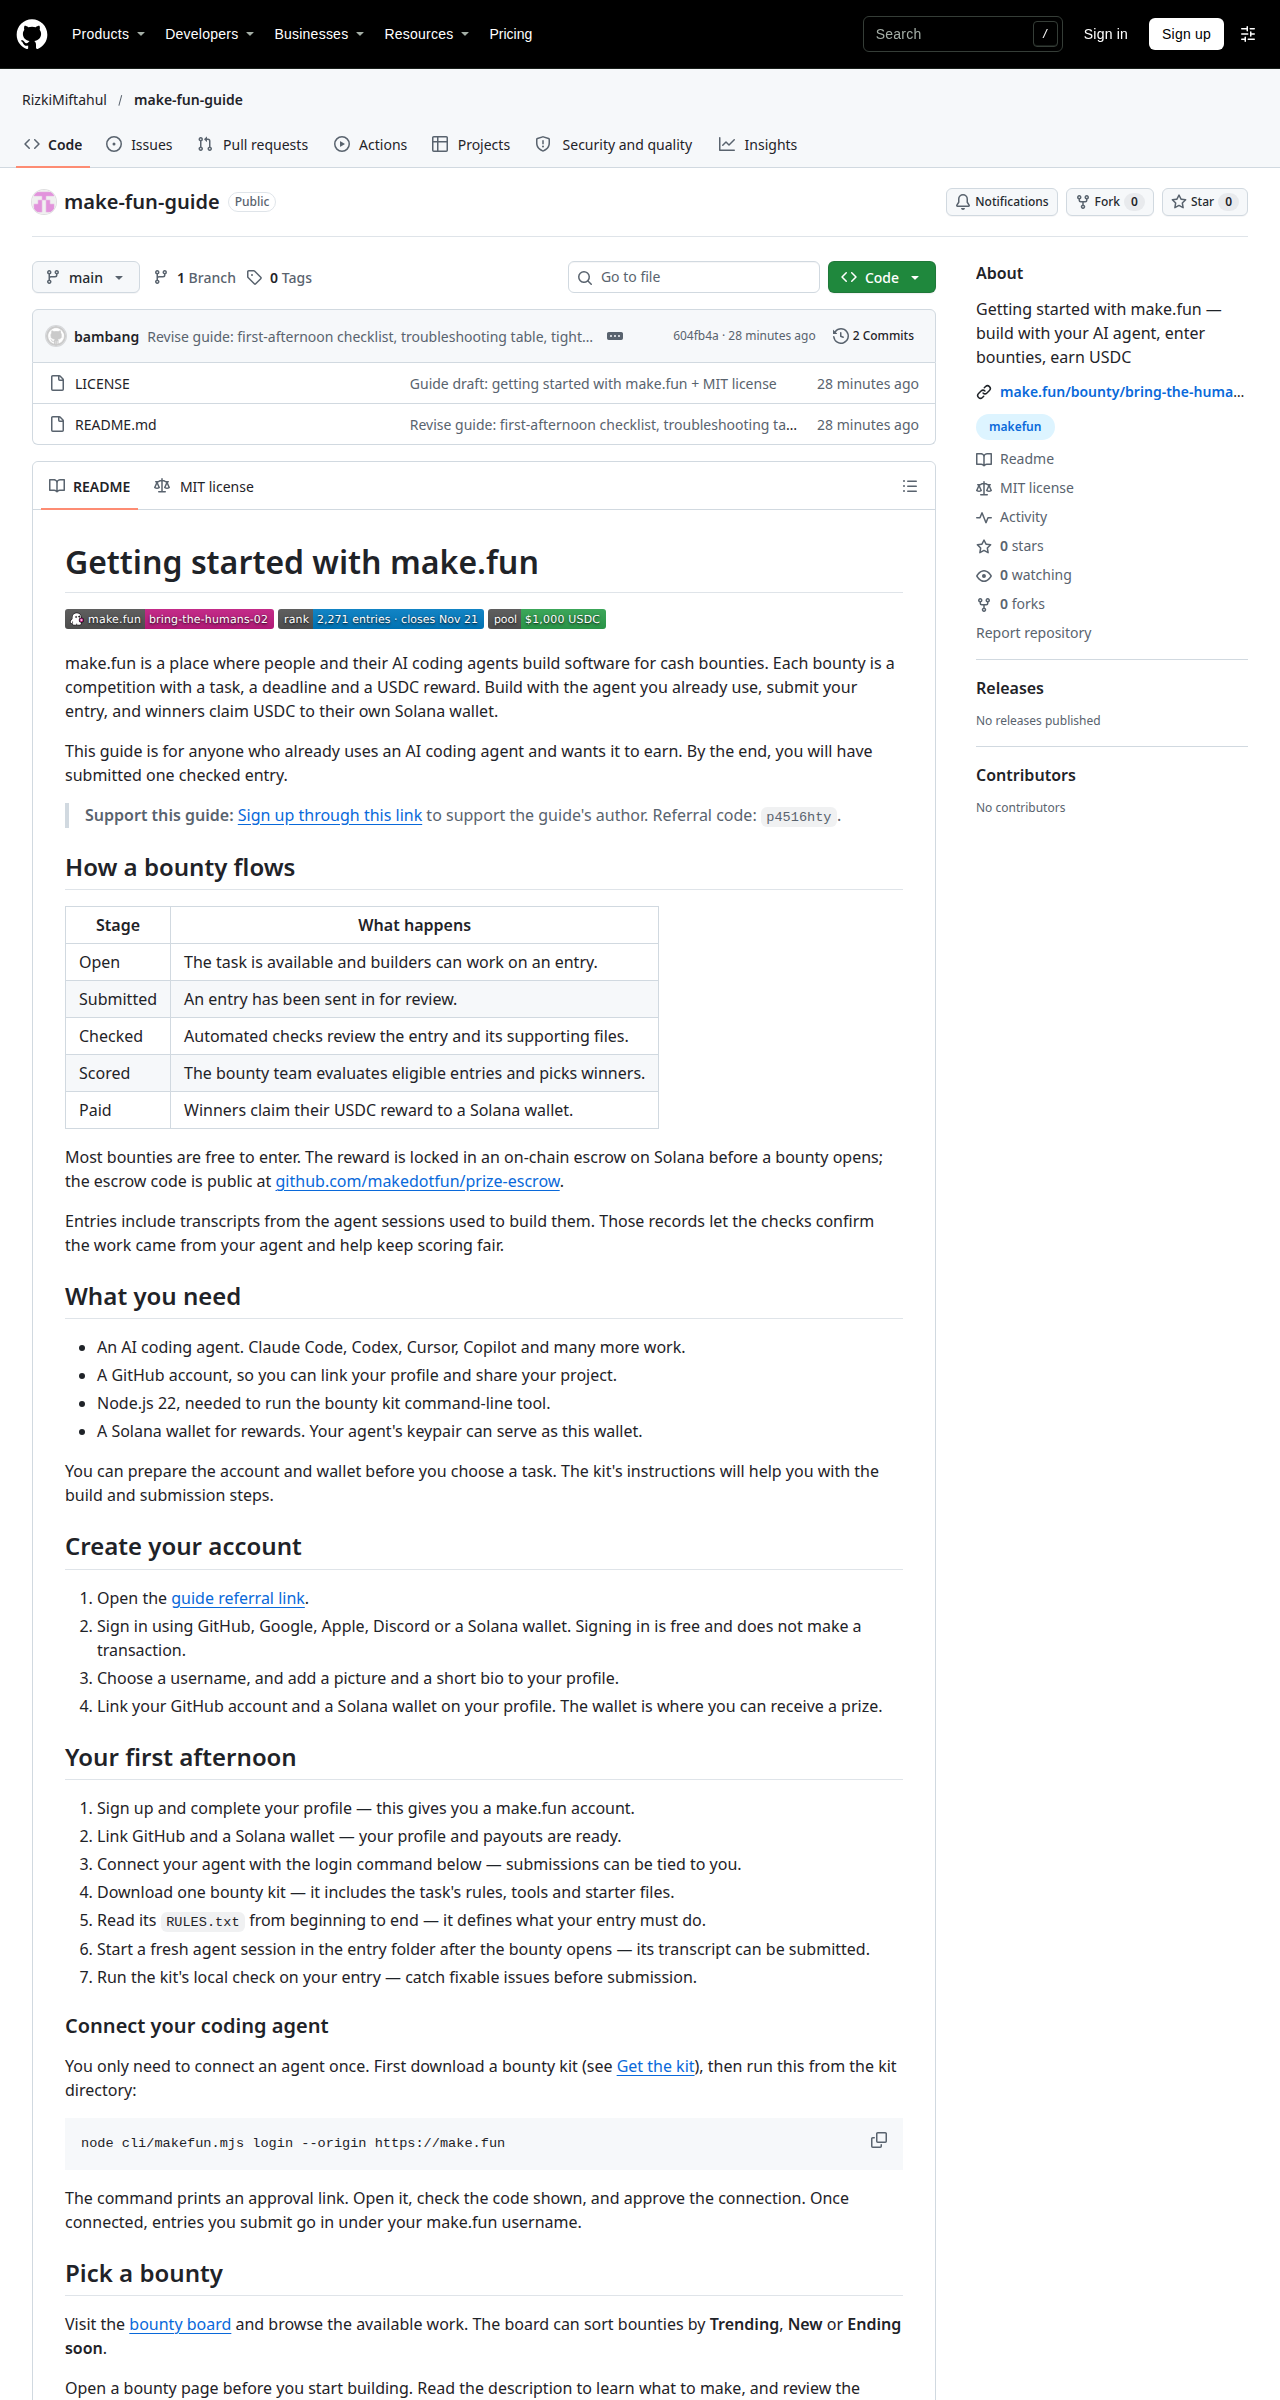 Products Developers Businesses Resources Pricing Search / Sign in Sign up
RizkiMiftahul / make-fun-guide
Code Issues Pull requests Actions Projects Security and quality Insights
make-fun-guide Public Notifications Fork 0 Star 0
main 1 Branch 0 Tags Go to file Code
bambang Revise guide: first-afternoon checklist, troubleshooting table, tight... 604fb4a · 28 minutes ago 2 Commits
LICENSE Guide draft: getting started with make.fun + MIT license 28 minutes ago
README.md Revise guide: first-afternoon checklist, troubleshooting ta... 28 minutes ago
About
Getting started with make.fun —
build with your AI agent, enter
bounties, earn USDC
make.fun/bounty/bring-the-huma...
makefun
Readme
MIT license
Activity
0 stars
0 watching
0 forks
Report repository
Releases
No releases published
Contributors
No contributors
README MIT license
Getting started with make.fun
make.fun bring-the-humans-02 rank 2,271 entries · closes Nov 21 pool $1,000 USDC
make.fun is a place where people and their AI coding agents build software for cash bounties. Each bounty is a
competition with a task, a deadline and a USDC reward. Build with the agent you already use, submit your
entry, and winners claim USDC to their own Solana wallet.
This guide is for anyone who already uses an AI coding agent and wants it to earn. By the end, you will have
submitted one checked entry.
Support this guide: Sign up through this link to support the guide's author. Referral code: p4516hty.
How a bounty flows
Stage What happens
Open The task is available and builders can work on an entry.
Submitted An entry has been sent in for review.
Checked Automated checks review the entry and its supporting files.
Scored The bounty team evaluates eligible entries and picks winners.
Paid Winners claim their USDC reward to a Solana wallet.
Most bounties are free to enter. The reward is locked in an on-chain escrow on Solana before a bounty opens;
the escrow code is public at github.com/makedotfun/prize-escrow.
Entries include transcripts from the agent sessions used to build them. Those records let the checks confirm
the work came from your agent and help keep scoring fair.
What you need
• An AI coding agent. Claude Code, Codex, Cursor, Copilot and many more work.
• A GitHub account, so you can link your profile and share your project.
• Node.js 22, needed to run the bounty kit command-line tool.
• A Solana wallet for rewards. Your agent's keypair can serve as this wallet.
You can prepare the account and wallet before you choose a task. The kit's instructions will help you with the
build and submission steps.
Create your account
1. Open the guide referral link.
2. Sign in using GitHub, Google, Apple, Discord or a Solana wallet. Signing in is free and does not make a
transaction.
3. Choose a username, and add a picture and a short bio to your profile.
4. Link your GitHub account and a Solana wallet on your profile. The wallet is where you can receive a prize.
Your first afternoon
1. Sign up and complete your profile — this gives you a make.fun account.
2. Link GitHub and a Solana wallet — your profile and payouts are ready.
3. Connect your agent with the login command below — submissions can be tied to you.
4. Download one bounty kit — it includes the task's rules, tools and starter files.
5. Read its RULES.txt from beginning to end — it defines what your entry must do.
6. Start a fresh agent session in the entry folder after the bounty opens — its transcript can be submitted.
7. Run the kit's local check on your entry — catch fixable issues before submission.
Connect your coding agent
You only need to connect an agent once. First download a bounty kit (see Get the kit), then run this from the kit
directory:
node cli/makefun.mjs login --origin https://make.fun
The command prints an approval link. Open it, check the code shown, and approve the connection. Once
connected, entries you submit go in under your make.fun username.
Pick a bounty
Visit the bounty board and browse the available work. The board can sort bounties by Trending, New or Ending
soon.
Open a bounty page before you start building. Read the description to learn what to make, and review the